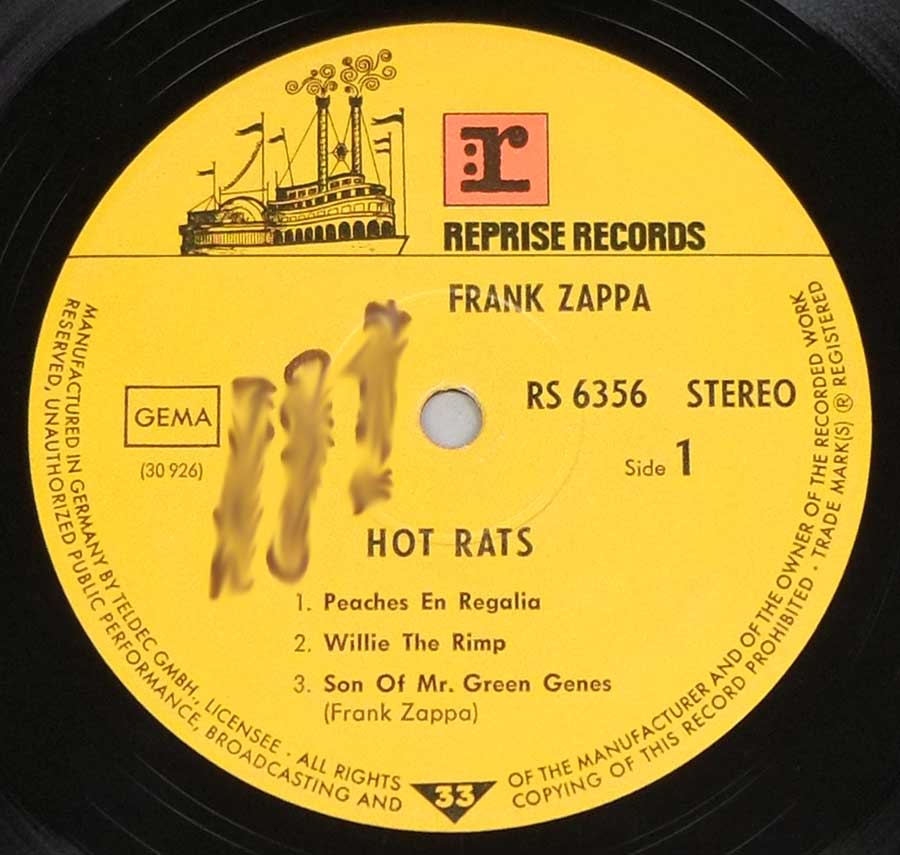 r
REPRISE RECORDS
FRANK ZAPPA
GEMA
(30 926)
RS 6356 STEREO
Side 1
HOT RATS
1. Peaches En Regalia
2. Willie The Rimp
3. Son Of Mr. Green Genes
(Frank Zappa)
MANUFACTURED IN GERMANY BY TELDEC GMBH., LICENSEE · ALL RIGHTS
RESERVED, UNAUTHORIZED PUBLIC PERFORMANCE, BROADCASTING AND
33
OF THE MANUFACTURER AND OF THE OWNER OF THE RECORDED WORK
COPYING OF THIS RECORD PROHIBITED · TRADE MARK(S) ® REGISTERED